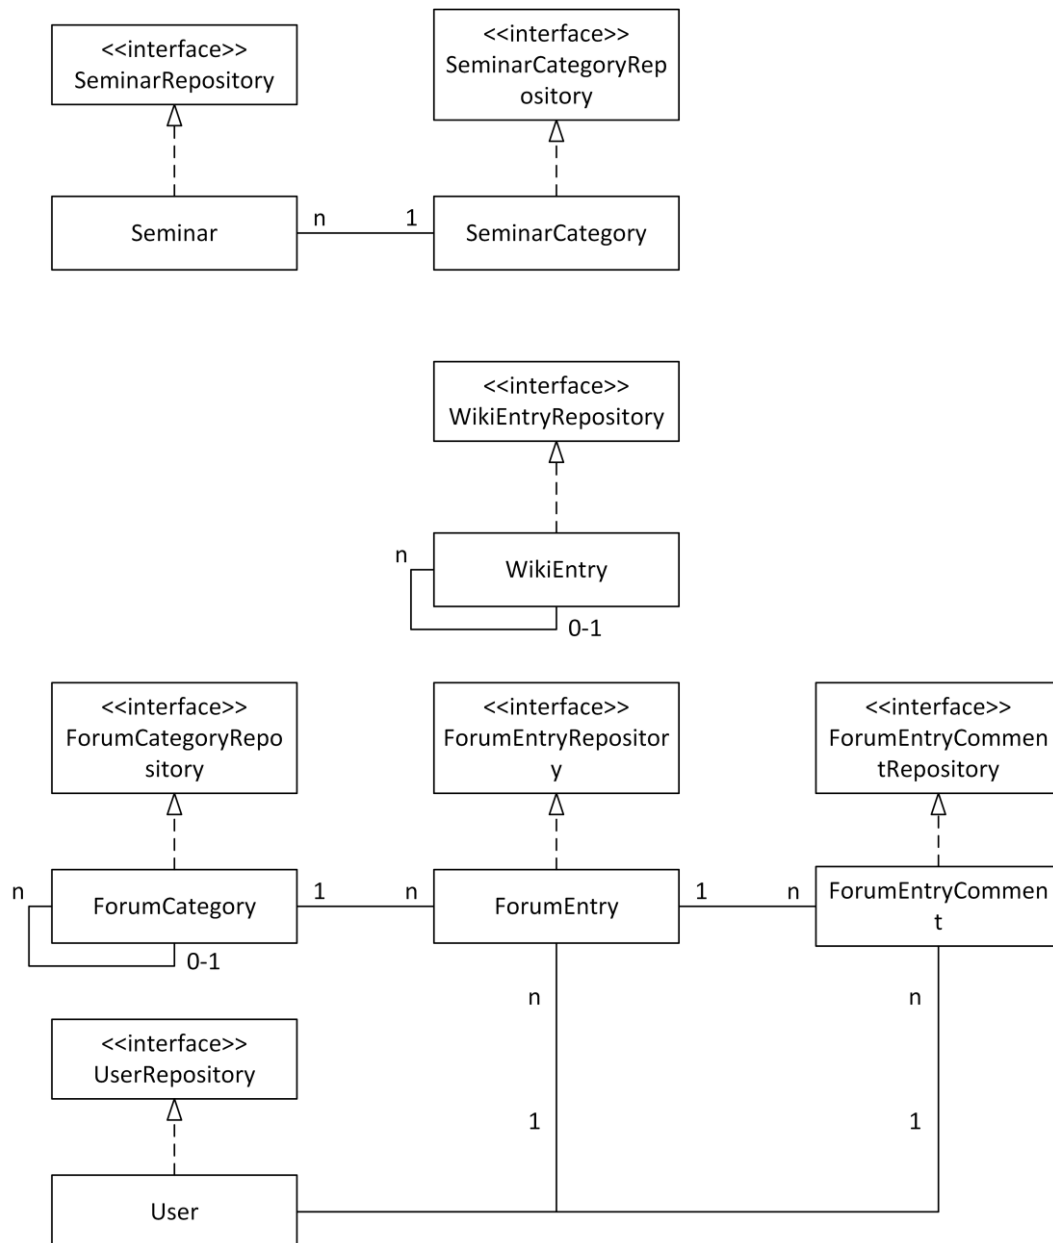 <<interface>>
SeminarRepository
<<interface>>
SeminarCategoryRep
ository
Seminar
n
1
SeminarCategory
<<interface>>
WikiEntryRepository
n
WikiEntry
0-1
<<interface>>
ForumCategoryRepo
sitory
<<interface>>
ForumEntryRepositor
y
<<interface>>
ForumEntryCommen
tRepository
n
ForumCategory
0-1
1
n
ForumEntry
1
n
ForumEntryCommen
t
n
n
<<interface>>
UserRepository
1
1
User